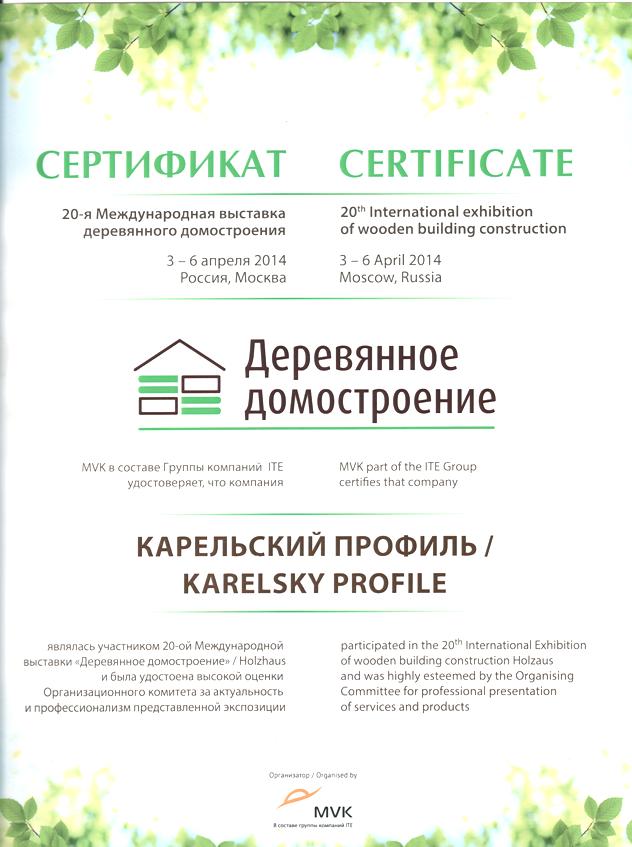 СЕРТИФИКАТ
CERTIFICATE
20-я Международная выставка
деревянного домостроения
20th International exhibition
of wooden building construction
3 – 6 апреля 2014
Россия, Москва
3 – 6 April 2014
Moscow, Russia
Деревянное
домостроение
MVK в составе Группы компаний ITE
удостоверяет, что компания
MVK part of the ITE Group
certifies that company
КАРЕЛЬСКИЙ ПРОФИЛЬ /
KARELSKY PROFILE
являлась участником 20-ой Международной
выставки «Деревянное домостроение» / Holzhaus
и была удостоена высокой оценки
Организационного комитета за актуальность
и профессионализм представленной экспозиции
participated in the 20th International Exhibition
of wooden building construction Holzaus
and was highly esteemed by the Organising
Committee for professional presentation
of services and products
Организатор / Organised by
MVK
В составе группы компаний ITE